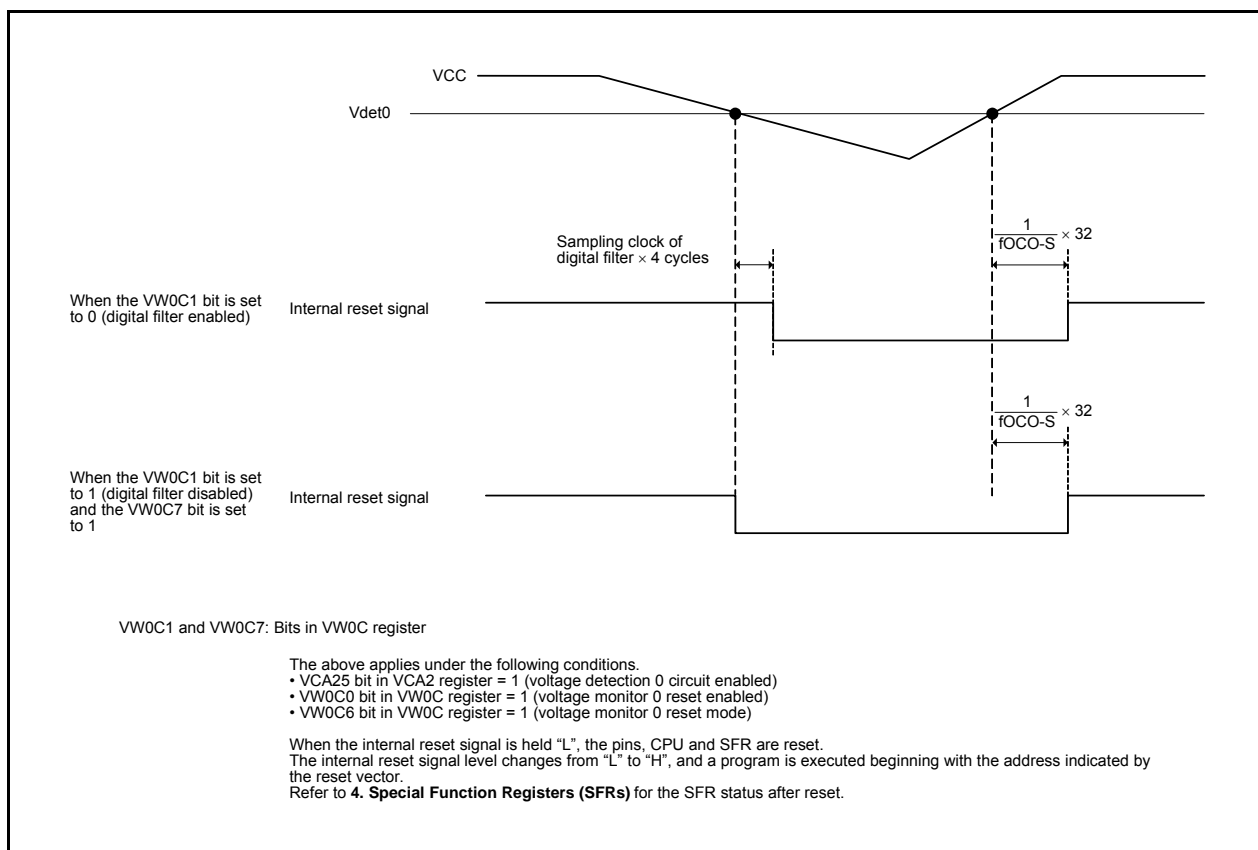 VCC
Vdet0
Sampling clock of
digital filter × 4 cycles
1
fOCO-S
× 32
When the VW0C1 bit is set
to 0 (digital filter enabled)
Internal reset signal
1
fOCO-S
× 32
When the VW0C1 bit is set
to 1 (digital filter disabled)
and the VW0C7 bit is set
to 1
Internal reset signal
VW0C1 and VW0C7: Bits in VW0C register
The above applies under the following conditions.
• VCA25 bit in VCA2 register = 1 (voltage detection 0 circuit enabled)
• VW0C0 bit in VW0C register = 1 (voltage monitor 0 reset enabled)
• VW0C6 bit in VW0C register = 1 (voltage monitor 0 reset mode)
When the internal reset signal is held “L”, the pins, CPU and SFR are reset.
The internal reset signal level changes from “L” to “H”, and a program is executed beginning with the address indicated by
the reset vector.
Refer to 4. Special Function Registers (SFRs) for the SFR status after reset.